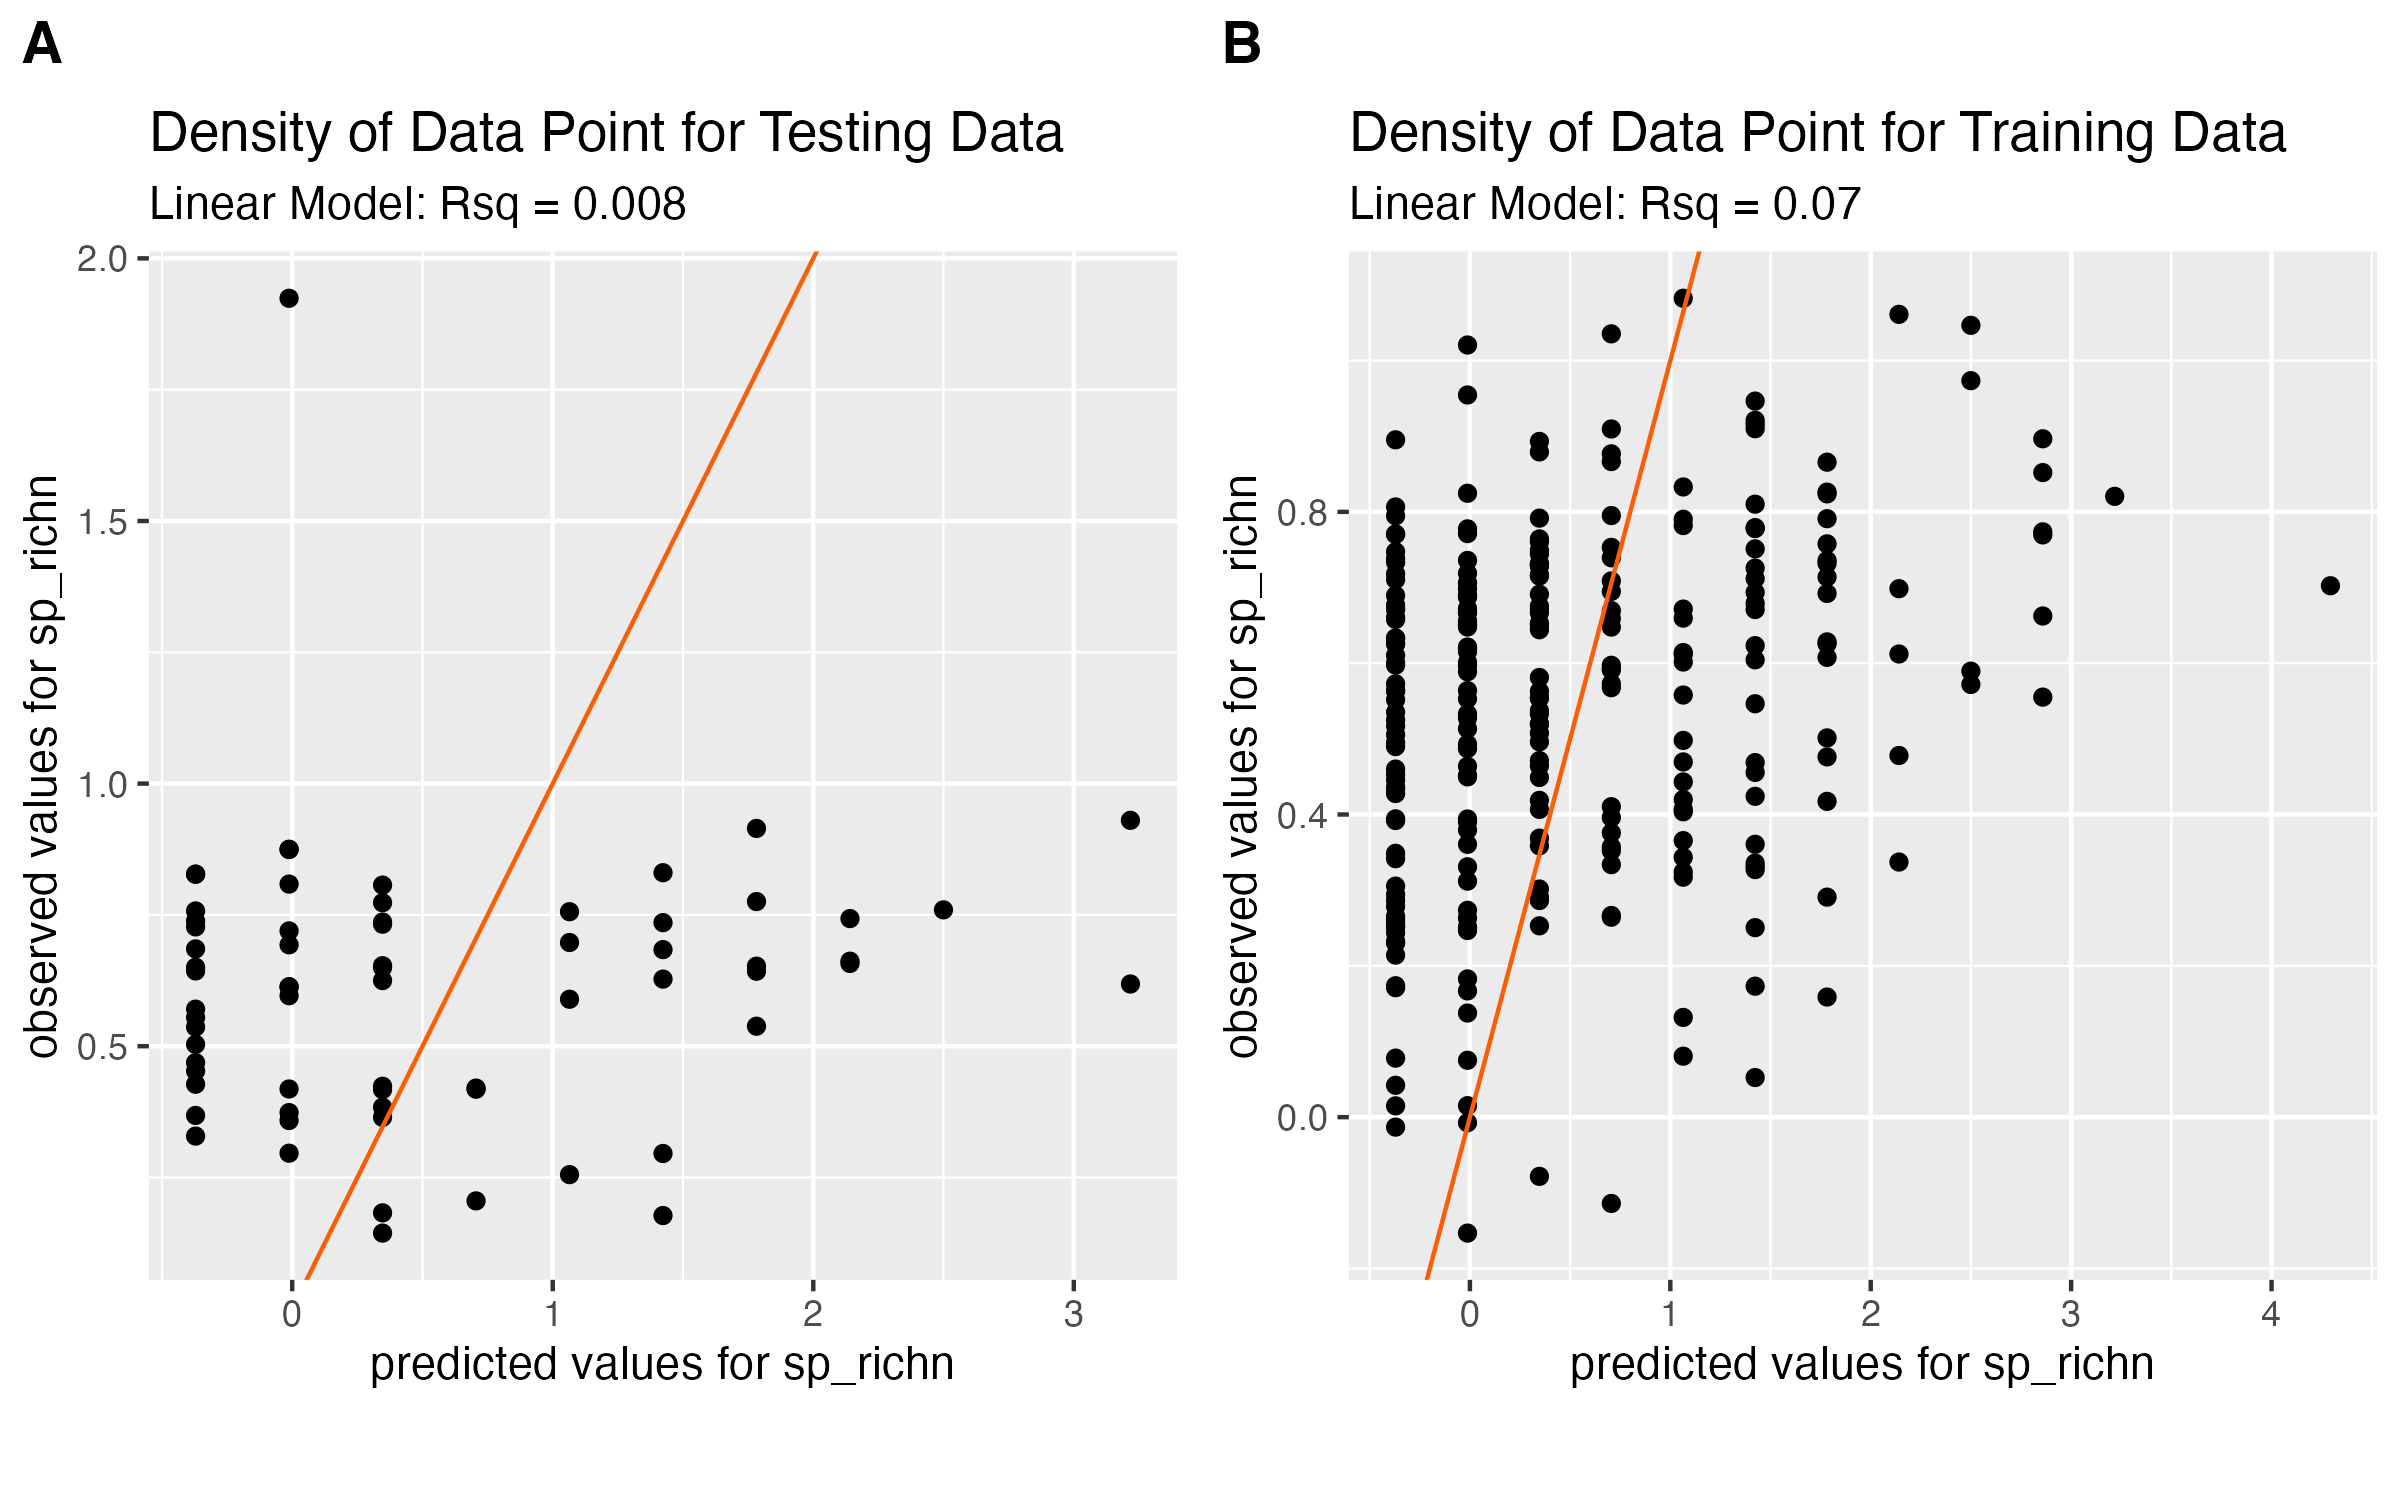 A
Density of Data Point for Testing Data
Linear Model: Rsq = 0.008
2.0
1.5
1.0
0.5
observed values for sp_richn
0 1 2 3
predicted values for sp_richn
B
Density of Data Point for Training Data
Linear Model: Rsq = 0.07
0.8
0.4
0.0
observed values for sp_richn
0 1 2 3 4
predicted values for sp_richn